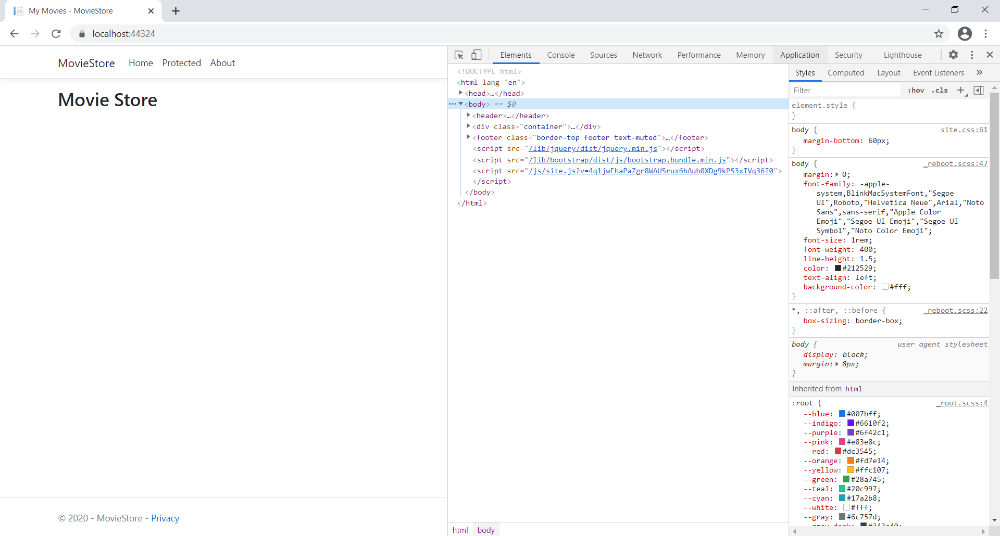 My Movies - MovieStore
localhost:44324
MovieStore Home Protected About
Movie Store
© 2020 - MovieStore - Privacy
Elements Console Sources Network Performance Memory Application Security Lighthouse
<!DOCTYPE html>
<html lang="en">
<head>…</head>
<body> == $0
<header>…</header>
<div class="container">…</div>
<footer class="border-top footer text-muted">…</footer>
<script src="/lib/jquery/dist/jquery.min.js"></script>
<script src="/lib/bootstrap/dist/js/bootstrap.bundle.min.js"></script>
<script src="/js/site.js?v=4q1jwFhaPaZgr8WAUSrux6hAuh0XDg9kPS3xIVq36I0">
</script>
</body>
</html>
html body
Styles Computed Layout Event Listeners
Filter :hov .cls
element.style {
}
body { site.css:61
margin-bottom: 60px;
}
body { _reboot.scss:47
margin: 0;
font-family: -apple-
system,BlinkMacSystemFont,"Segoe
UI",Roboto,"Helvetica Neue",Arial,"Noto
Sans",sans-serif,"Apple Color
Emoji","Segoe UI Emoji","Segoe UI
Symbol","Noto Color Emoji";
font-size: 1rem;
font-weight: 400;
line-height: 1.5;
color: #212529;
text-align: left;
background-color: #fff;
}
*, ::after, ::before { _reboot.scss:22
box-sizing: border-box;
}
body { user agent stylesheet
display: block;
margin: 8px;
}
Inherited from html
:root { _root.scss:4
--blue: #007bff;
--indigo: #6610f2;
--purple: #6f42c1;
--pink: #e83e8c;
--red: #dc3545;
--orange: #fd7e14;
--yellow: #ffc107;
--green: #28a745;
--teal: #20c997;
--cyan: #17a2b8;
--white: #fff;
--gray: #6c757d;
--gray-dark: #343a40;